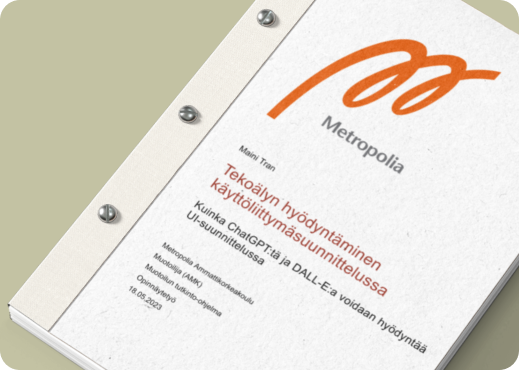 Metropolia
Maini Tran
Tekoälyn hyödyntäminen
käyttöliittymäsuunnittelussa
Kuinka ChatGPT:tä ja DALL-E:a voidaan hyödyntää
UI-suunnittelussa
Metropolia Ammattikorkeakoulu
Muotoilija (AMK)
Muotoilun tutkinto-ohjelma
Opinnäytetyö
18.05.2023